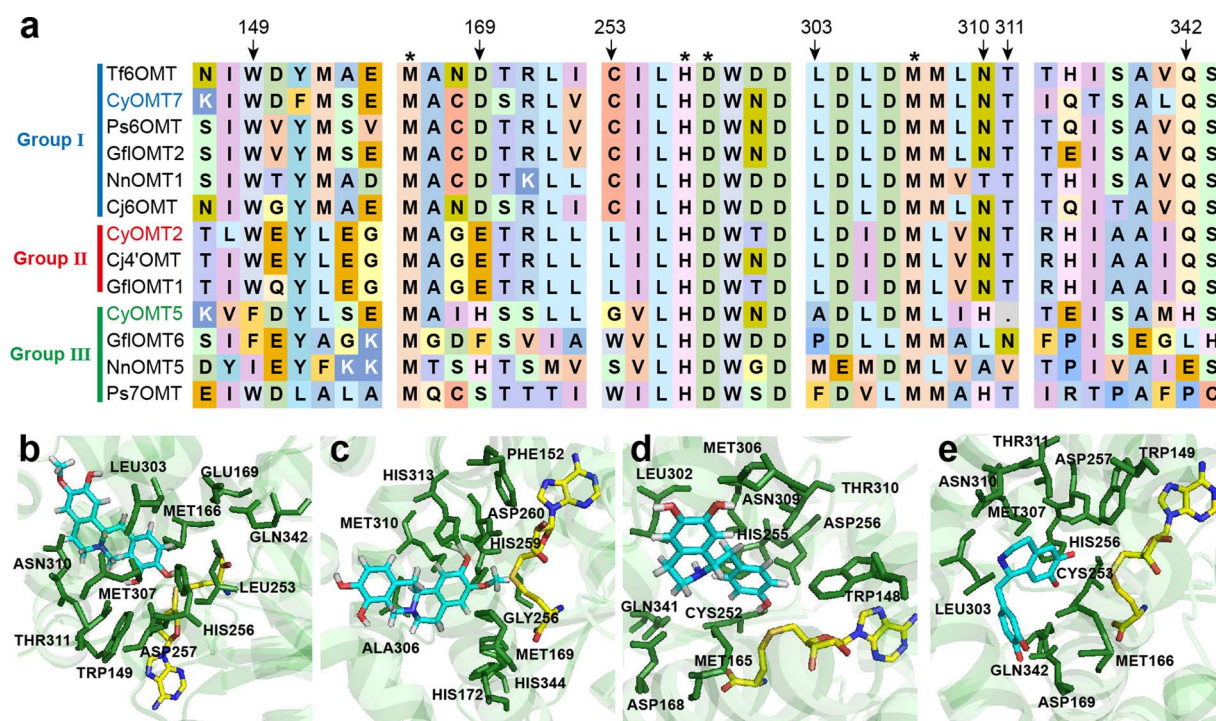 a
149 169 253 303 310 311 342
* * * *
Tf6OMT N I W D Y M A E M A N D T R L I C I L H D W D D L D L D M M L N T T H I S A V Q S
CyOMT7 K I W D F M S E M A C D S R L V C I L H D W N D L D L D M M L N T I Q T S A L Q S
Ps6OMT S I W V Y M S V M A C D T R L V C I L H D W N D L D L D M M L N T T Q I S A V Q S
Group I
GflOMT2 S I W V Y M S E M A C D T R L V C I L H D W N D L D L D M M L N T T E I S A V Q S
NnOMT1 S I W T Y M A D M A C D T K L L C I L H D W D D L D L D M M V T T T H I S A V Q S
Cj6OMT N I W G Y M A E M A N D S R L I C I L H D W D D L D L D M M L N T T Q I T A V Q S
CyOMT2 T L W E Y L E G M A G E T R L L L I L H D W T D L D I D M L V N T R H I A A I Q S
Group II
Cj4'OMT T I W E Y L E G M A G E T R L L L I L H D W N D L D I D M L V N T R H I A A I Q S
GflOMT1 T I W Q Y L E G M A G E T R L L L I L H D W T D L D I D M L V N T R H I A A I Q S
CyOMT5 K V F D Y L S E M A I H S S L L G V L H D W N D A D L D M L I H . T E I S A M H S
GflOMT6 S I F E Y A G K M G D F S V I A W V L H D W D D P D L L M M A L N F P I S E G L H
Group III
NnOMT5 D Y I E Y F K K M T S H T S M V S V L H D W G D M E M D M L V A V T P I V A I E S
Ps7OMT E I W D L A L A M Q C S T T T I W I L H D W S D F D V L M M A H T I R T P A F P C
b
LEU303
GLU169
MET166
GLN342
ASN310
LEU253
MET307
HIS256
THR311
ASP257
TRP149
c
PHE152
HIS313
MET310
ASP260
HIS259
GLY256
ALA306
MET169
HIS344
HIS172
d
MET306
LEU302
ASN309
THR310
ASP256
HIS255
GLN341
CYS252
TRP148
MET165
ASP168
e
THR311
ASP257
TRP149
ASN310
MET307
HIS256
CYS253
LEU303
GLN342
MET166
ASP169